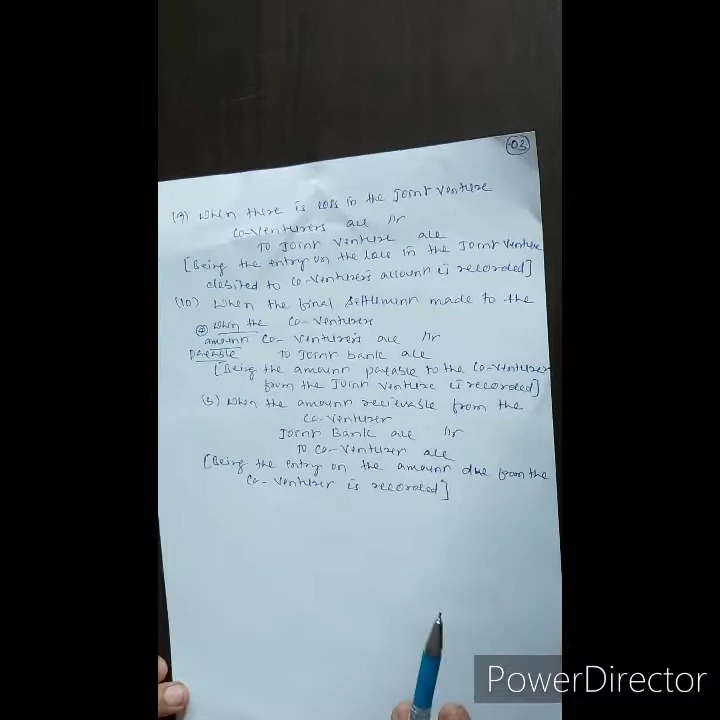 03
(9) When there is loss in the Joint Venture
Co-Venturers a/c Dr
To Joint Venture a/c
[Being the entry on the loss in the Joint Venture
debited to Co-Venturers account is recorded]
(10) When the final settlement made to the
Co-Venturer
(a) When the
amount Co-Venturers a/c Dr
Payable To Joint bank a/c
[Being the amount payable to the Co-Venturer
from the Joint Venture is recorded]
(b) When the amount recievable from the
Co-Venturer
Joint Bank a/c Dr
To Co-Venturer a/c
[Being the entry on the amount due from the
Co-Venturer is recorded]
PowerDirector